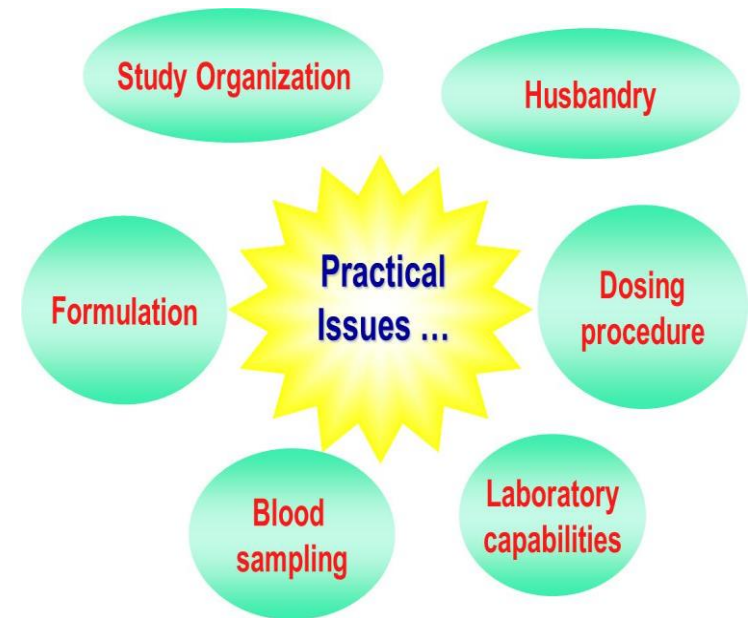 Study Organization
Husbandry
Practical
Issues ...
Formulation
Dosing
procedure
Blood
sampling
Laboratory
capabilities